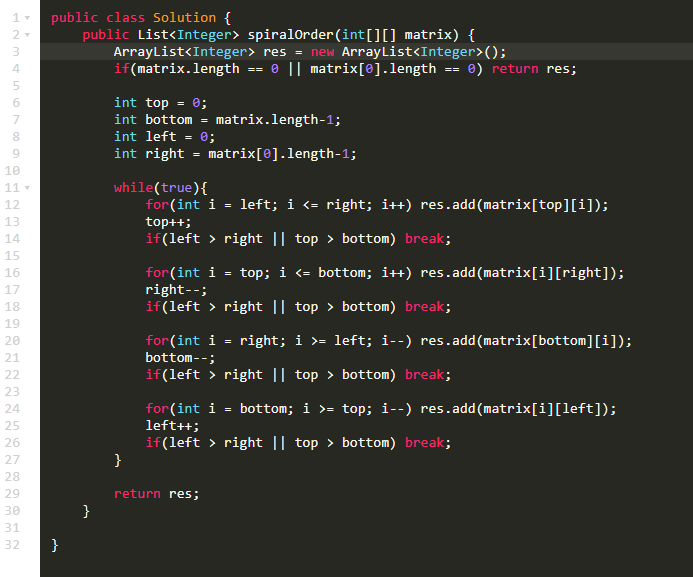 1 public class Solution {
2     public List<Integer> spiralOrder(int[][] matrix) {
3         ArrayList<Integer> res = new ArrayList<Integer>();
4         if(matrix.length == 0 || matrix[0].length == 0) return res;
5
6         int top = 0;
7         int bottom = matrix.length-1;
8         int left = 0;
9         int right = matrix[0].length-1;
10
11         while(true){
12             for(int i = left; i <= right; i++) res.add(matrix[top][i]);
13             top++;
14             if(left > right || top > bottom) break;
15
16             for(int i = top; i <= bottom; i++) res.add(matrix[i][right]);
17             right--;
18             if(left > right || top > bottom) break;
19
20             for(int i = right; i >= left; i--) res.add(matrix[bottom][i]);
21             bottom--;
22             if(left > right || top > bottom) break;
23
24             for(int i = bottom; i >= top; i--) res.add(matrix[i][left]);
25             left++;
26             if(left > right || top > bottom) break;
27         }
28
29         return res;
30     }
31
32 }